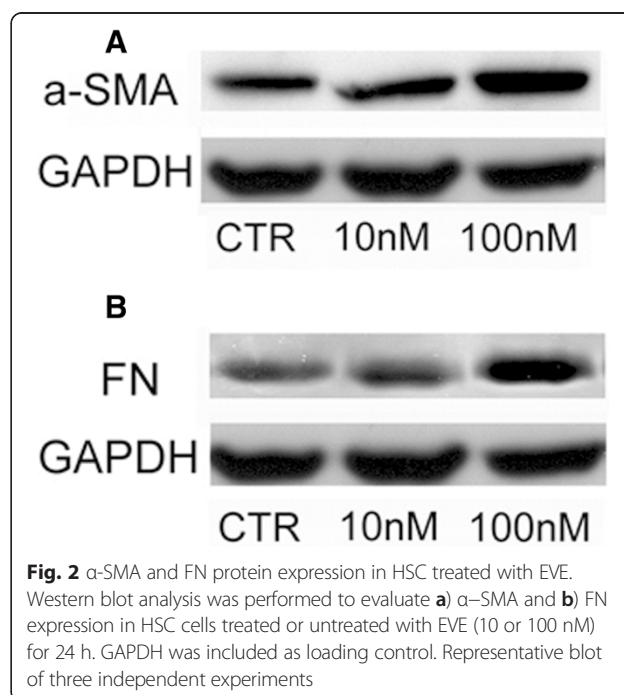 A
a-SMA
GAPDH
CTR 10nM 100nM
B
FN
GAPDH
CTR 10nM 100nM
Fig. 2 α-SMA and FN protein expression in HSC treated with EVE.
Western blot analysis was performed to evaluate a) α–SMA and b) FN
expression in HSC cells treated or untreated with EVE (10 or 100 nM)
for 24 h. GAPDH was included as loading control. Representative blot
of three independent experiments